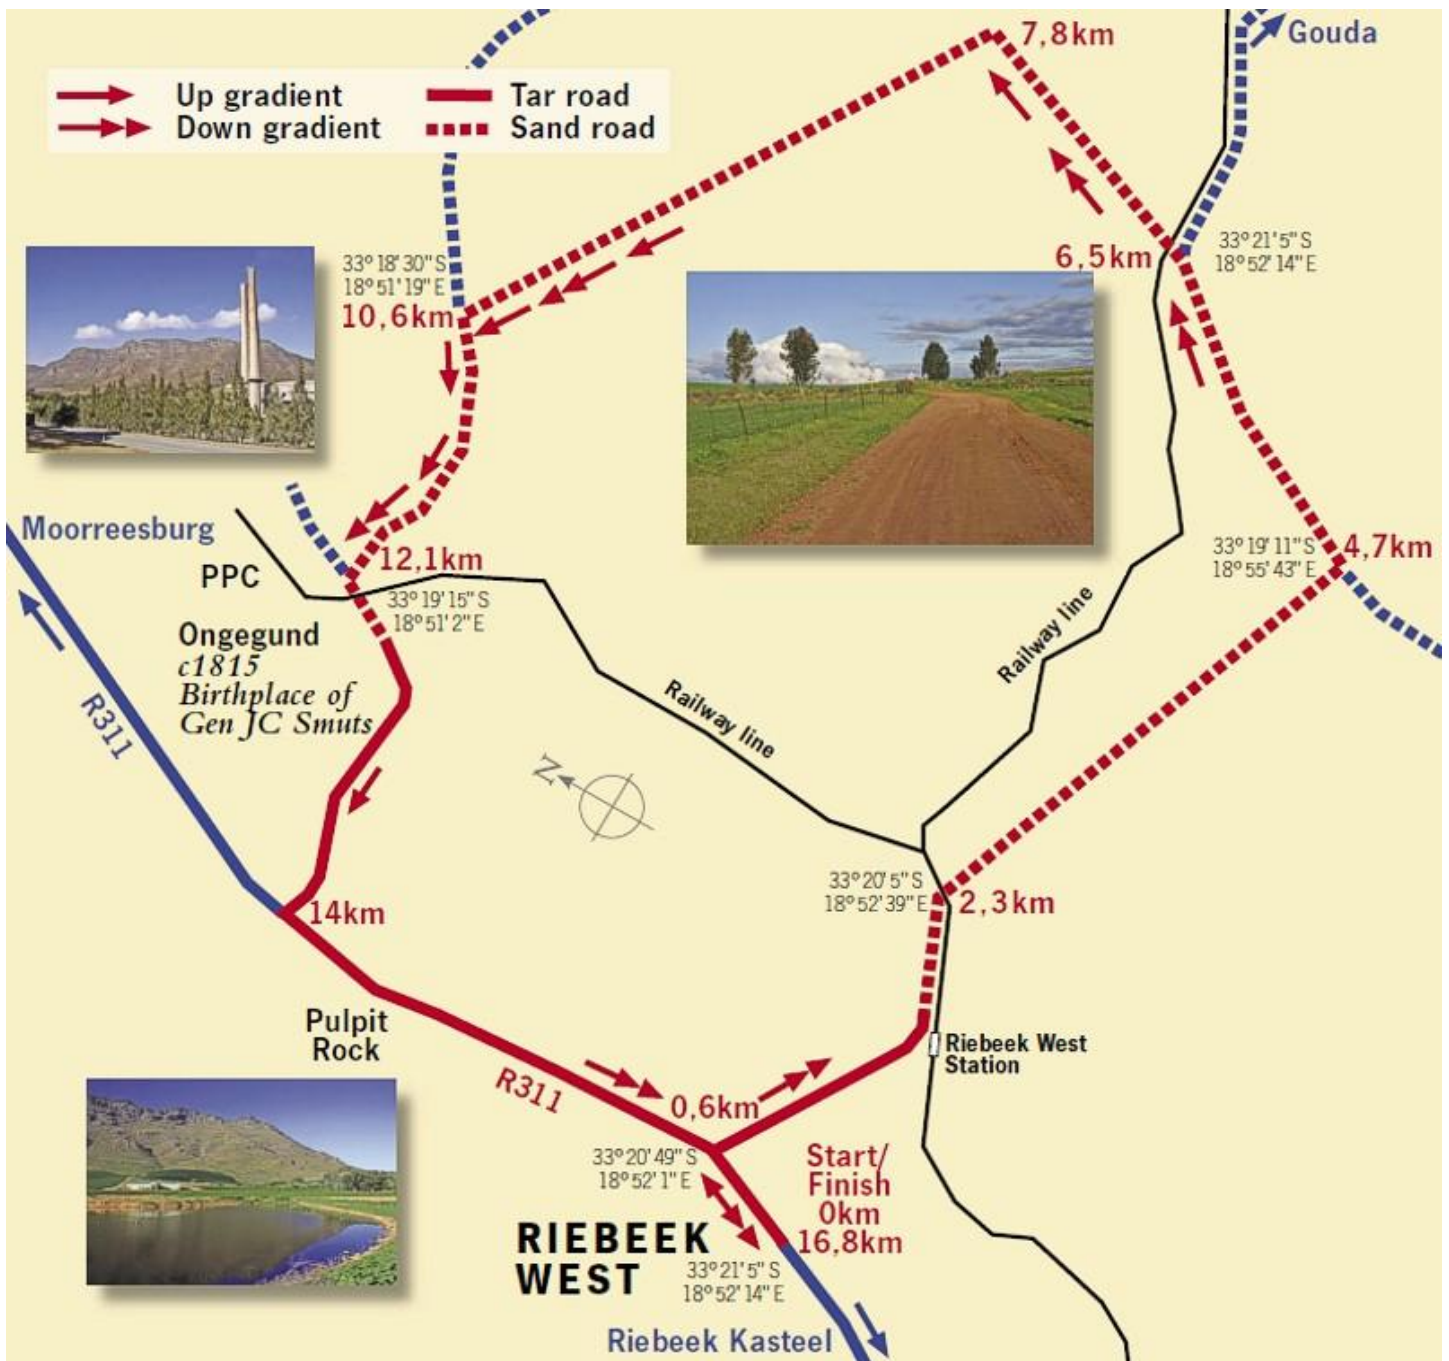 7,8km
Gouda
Up gradient
Tar road
Down gradient
Sand road
33° 18' 30" S
18° 51' 19" E
10,6km
6,5km
33° 21' 5" S
18° 52' 14" E
Moorreesburg
PPC
12,1km
33° 19' 15" S
18° 51' 2" E
33° 19' 11" S
18° 55' 43" E
4,7km
Ongegund
c1815
Birthplace of
Gen JC Smuts
R311
Railway line
Railway line
N
33° 20' 5" S
18° 52' 39" E
2,3km
14km
Pulpit
Rock
R311
Riebeek West
Station
0,6km
33° 20' 49" S
18° 52' 1" E
Start/
Finish
0km
16,8km
RIEBEEK
WEST
33° 21' 5" S
18° 52' 14" E
Riebeek Kasteel